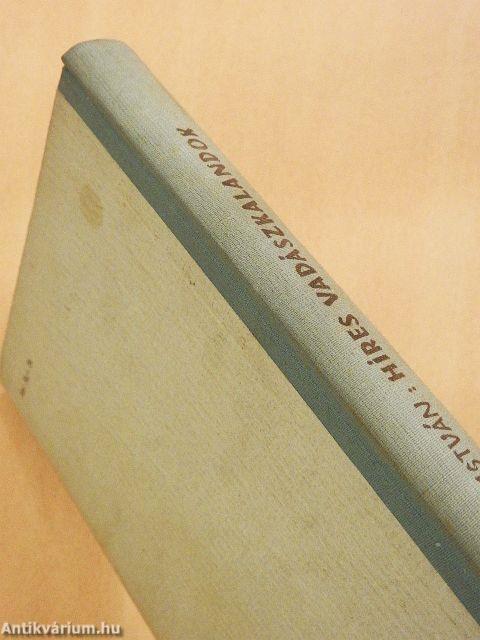 ISTVÁN: HÍRES VADÁSZKALANDOK
Antikvárium.hu